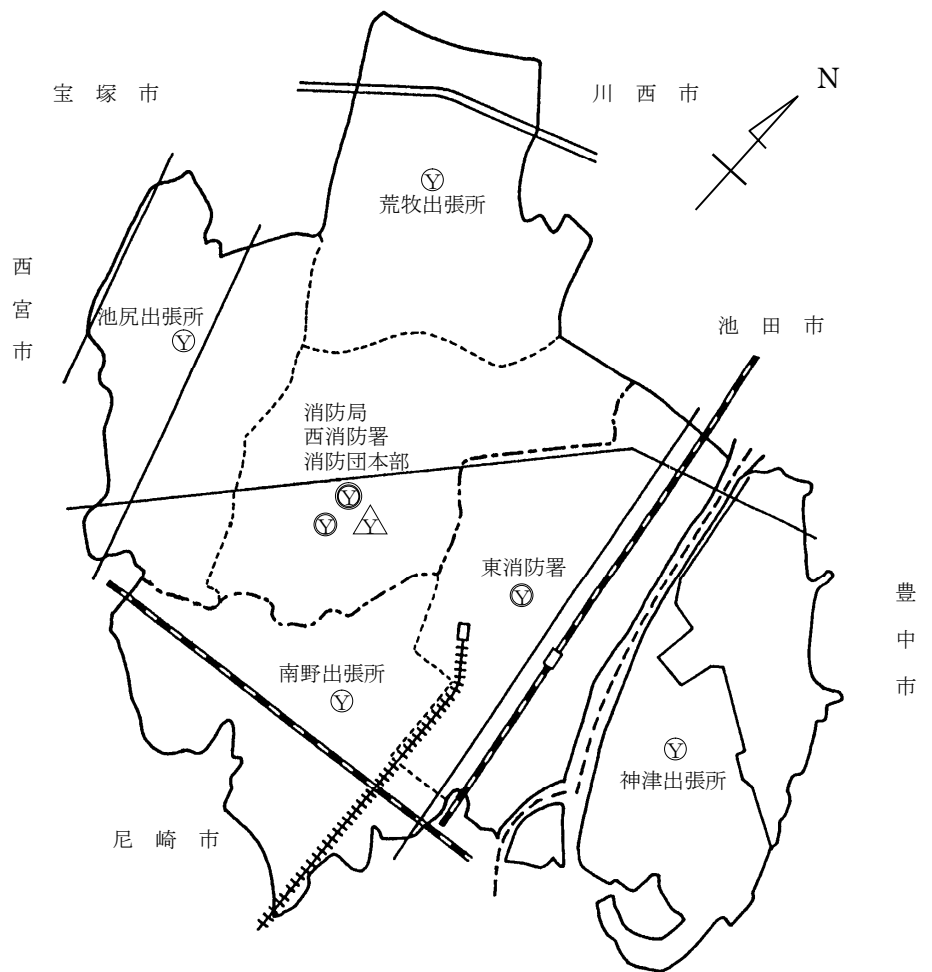 宝塚市
川西市
N
荒牧出張所
西宮市
池尻出張所
池田市
消防局
西消防署
消防団本部
東消防署
豊中市
南野出張所
神津出張所
尼崎市
Y
Y
Y
Y
Y
Y
Y
Y